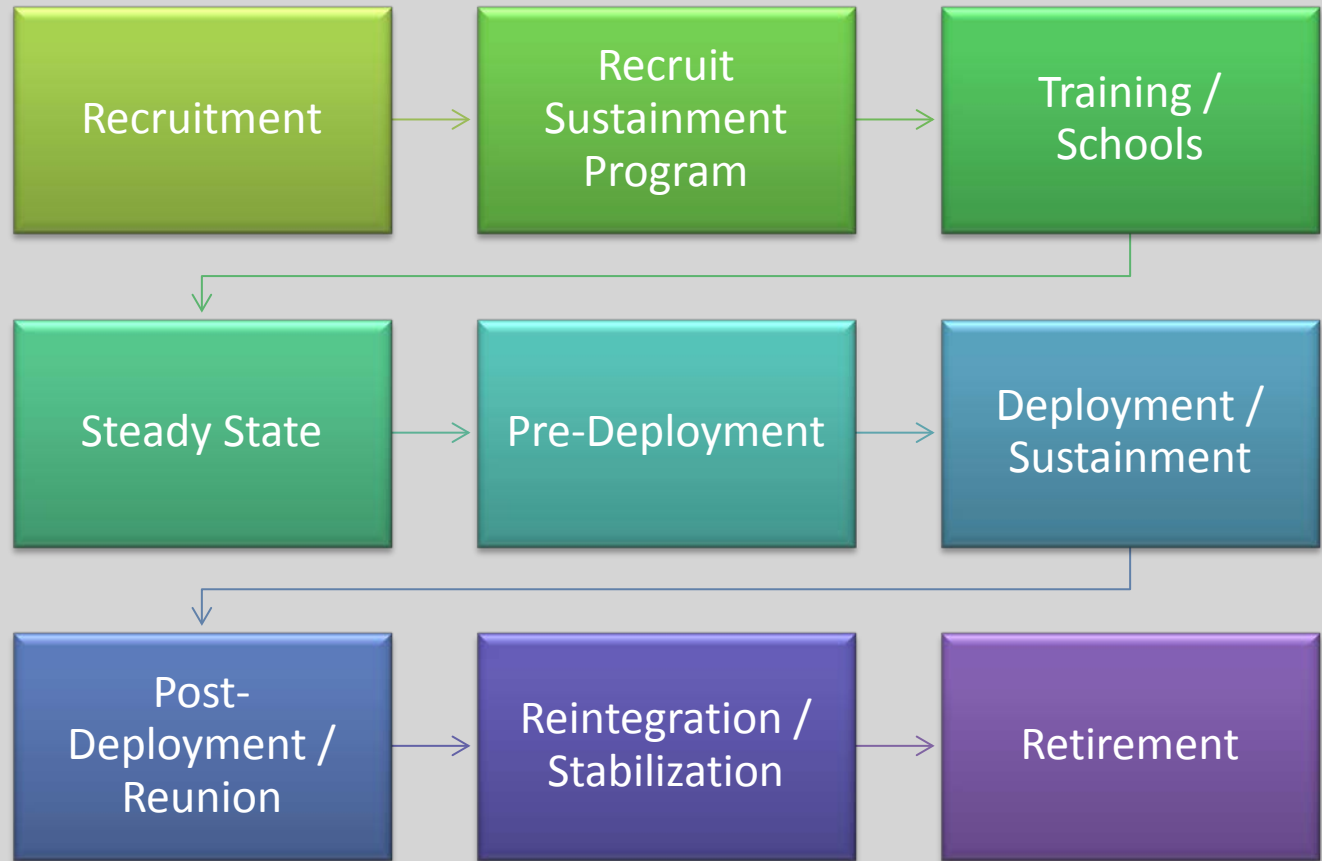 Recruitment
Recruit
Sustainment
Program
Training /
Schools
Steady State
Pre-Deployment
Deployment /
Sustainment
Post-
Deployment /
Reunion
Reintegration /
Stabilization
Retirement